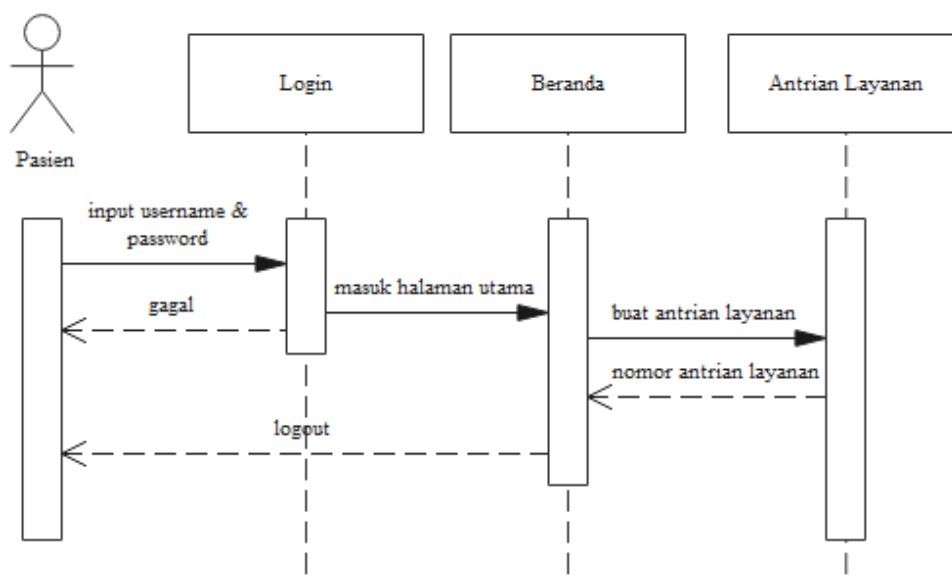 Login
Beranda
Antrian Layanan
Pasien
input username &
password
masuk halaman utama
gagal
buat antrian layanan
nomor antrian layanan
logout